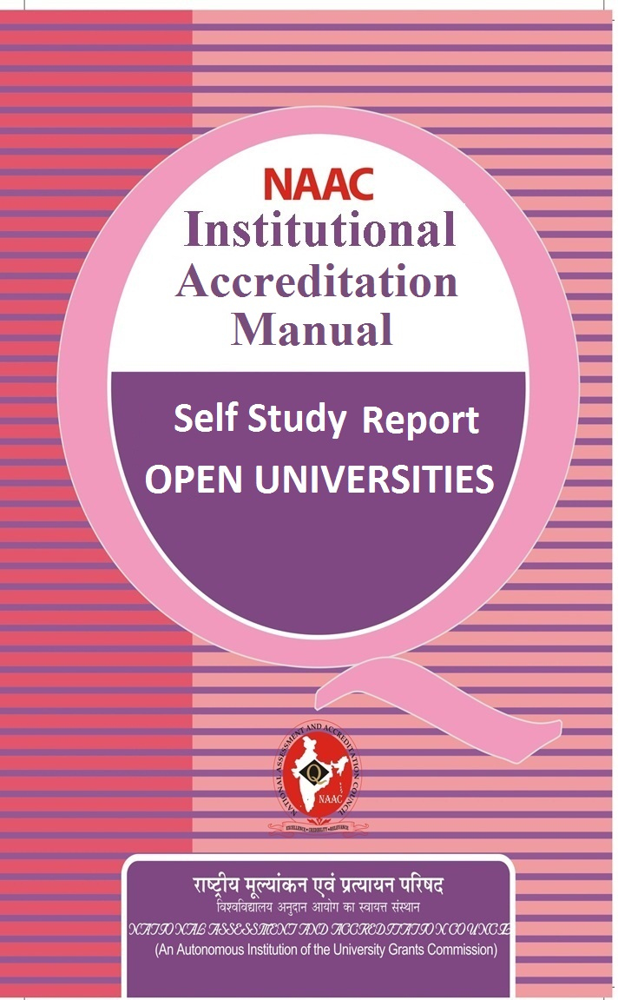 NAAC
Institutional
Accreditation
Manual
Self Study Report
OPEN UNIVERSITIES
NATIONAL ASSESSMENT AND ACCREDITATION COUNCIL
Q
NAAC
EXCELLENCE • CREDIBILITY • RELEVANCE
राष्ट्रीय मूल्यांकन एवं प्रत्यायन परिषद
विश्वविद्यालय अनुदान आयोग का स्वायत्त संस्थान
NATIONAL ASSESSMENT AND ACCREDITATION COUNCIL
(An Autonomous Institution of the University Grants Commission)